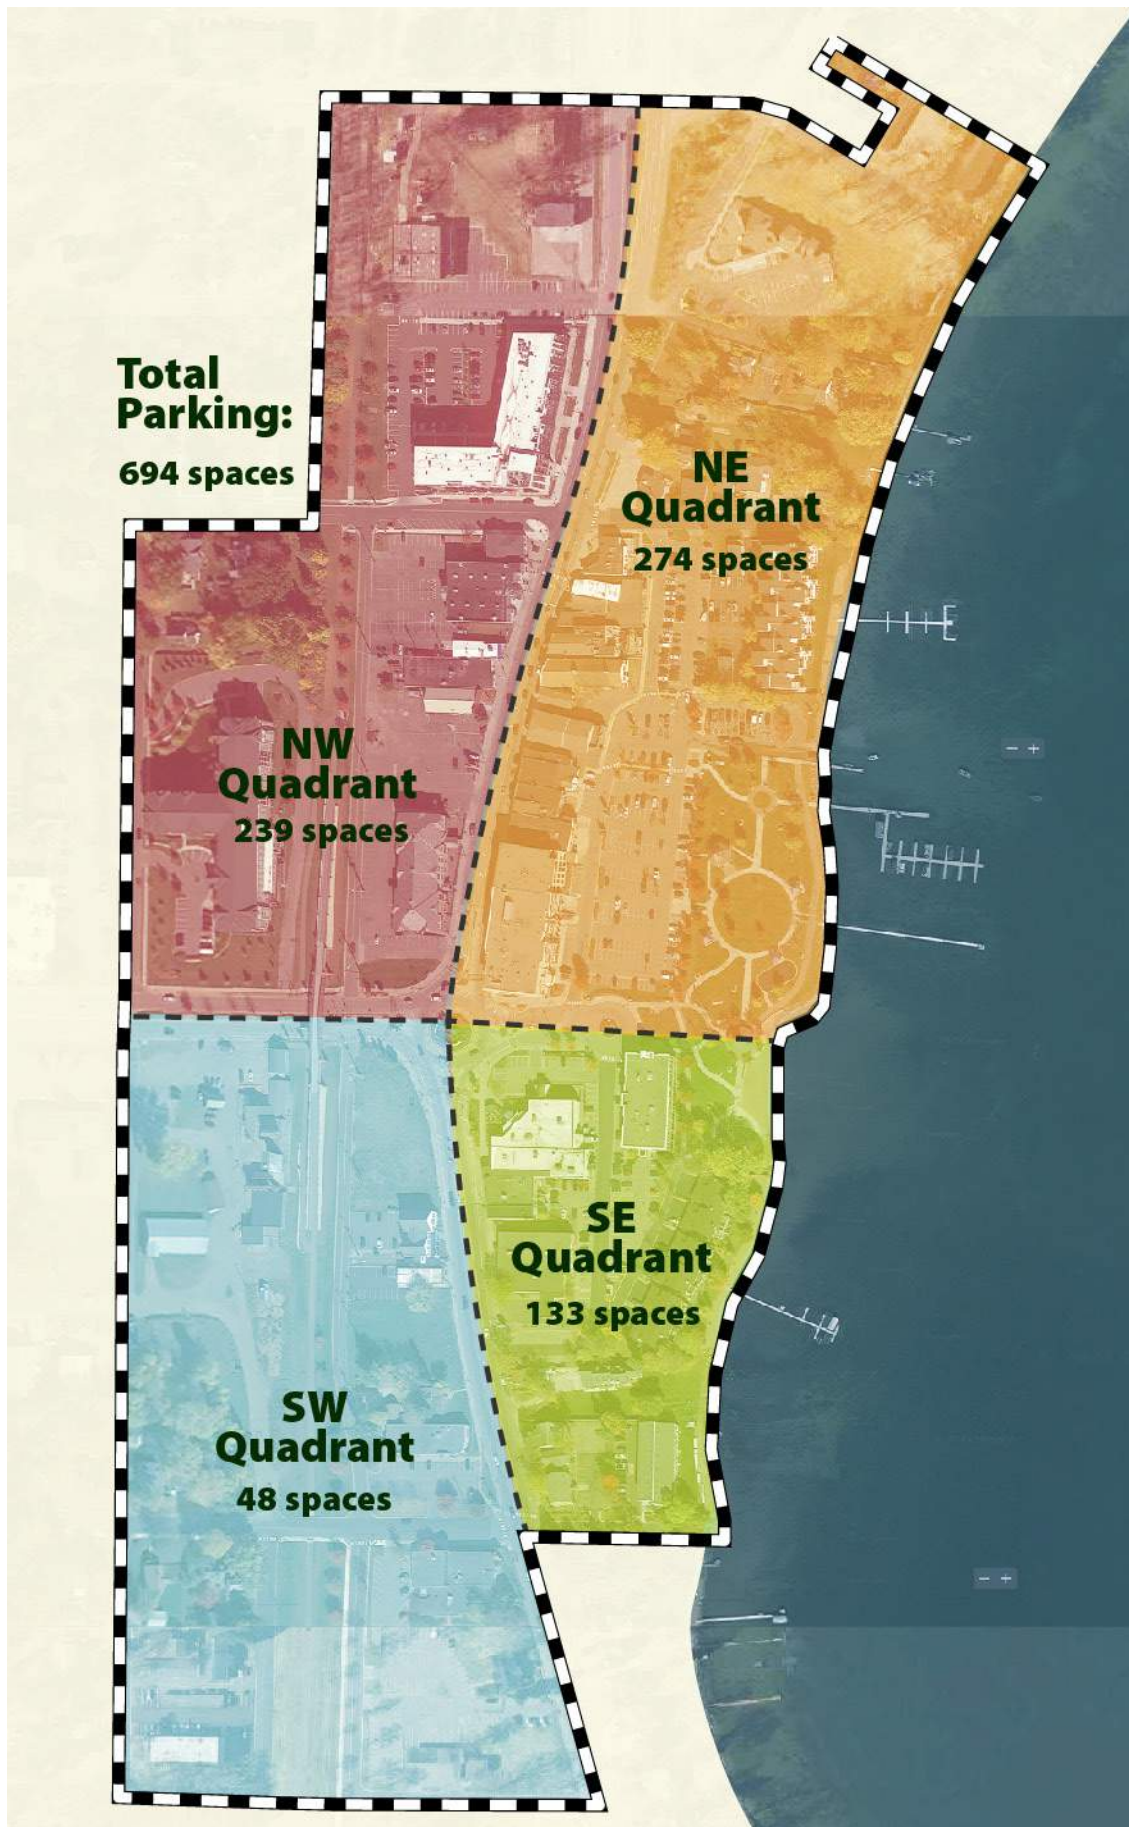 Total
Parking:
694 spaces
NE
Quadrant
274 spaces
NW
Quadrant
239 spaces
SE
Quadrant
133 spaces
SW
Quadrant
48 spaces